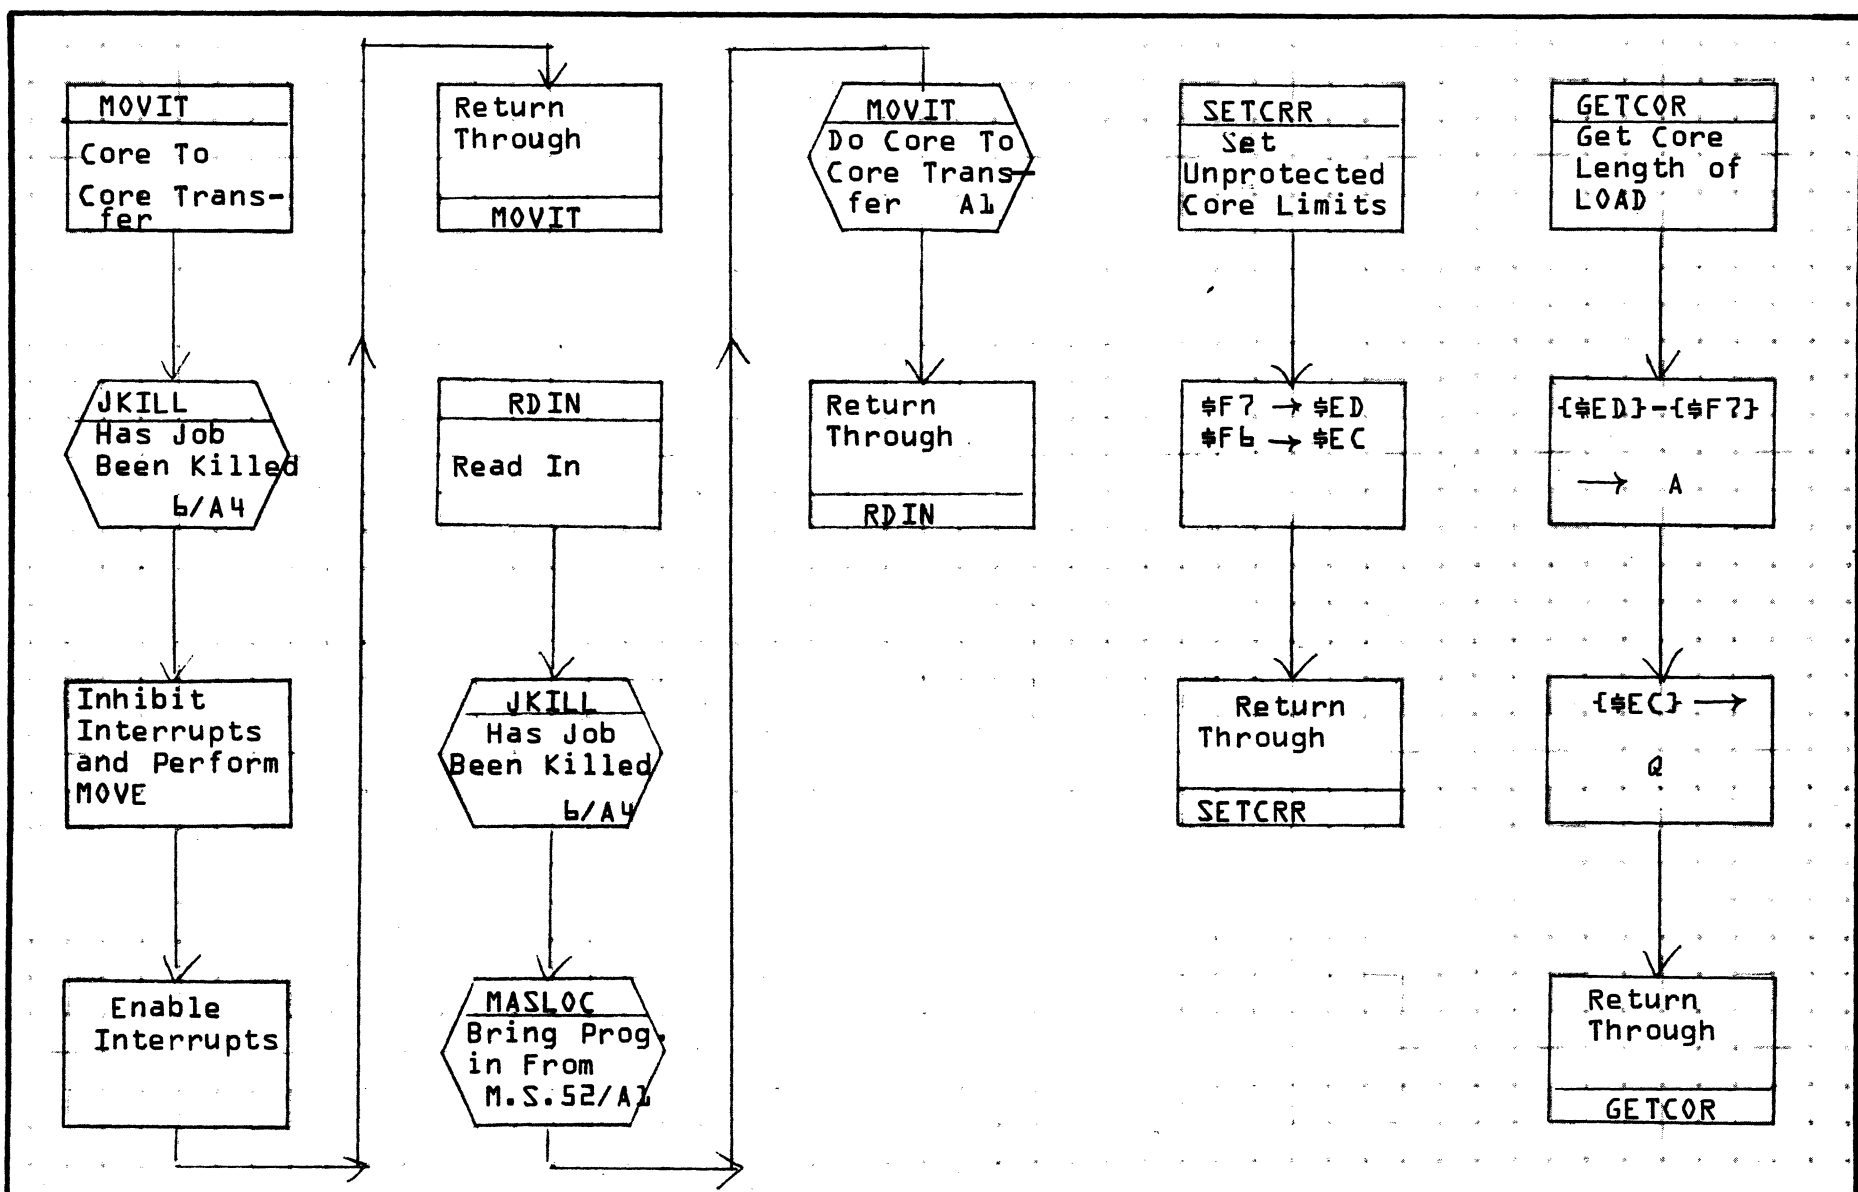 MOVIT
Core To
Core Trans-
fer
JKILL
Has Job
Been Killed
6/A4
Inhibit
Interrupts
and Perform
MOVE
Enable
Interrupts
Return
Through
MOVIT
RDIN
Read In
JKILL
Has Job
Been Killed
6/A4
MASLOC
Bring Prog.
in From
M.S.52/A1
MOVIT
Do Core To
Core Trans-
fer A1
Return
Through
RDIN
SETCRR
Set
Unprotected
Core Limits
$F7 → $ED
$F6 → $EC
Return
Through
SETCRR
GETCOR
Get Core
Length of
LOAD
{$ED}-{$F7}
→ A
{$EC} →
Q
Return
Through
GETCOR